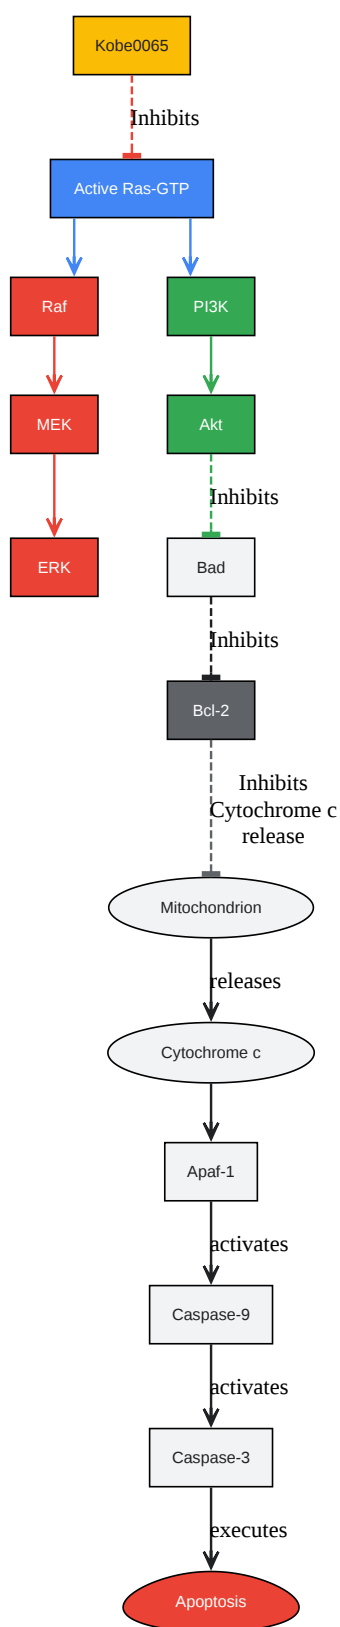 Kobe0065
Inhibits
Active Ras-GTP
Raf
PI3K
MEK
Akt
Inhibits
ERK
Bad
Inhibits
Bcl-2
Inhibits
Cytochrome c
release
Mitochondrion
releases
Cytochrome c
Apaf-1
activates
Caspase-9
activates
Caspase-3
executes
Apoptosis